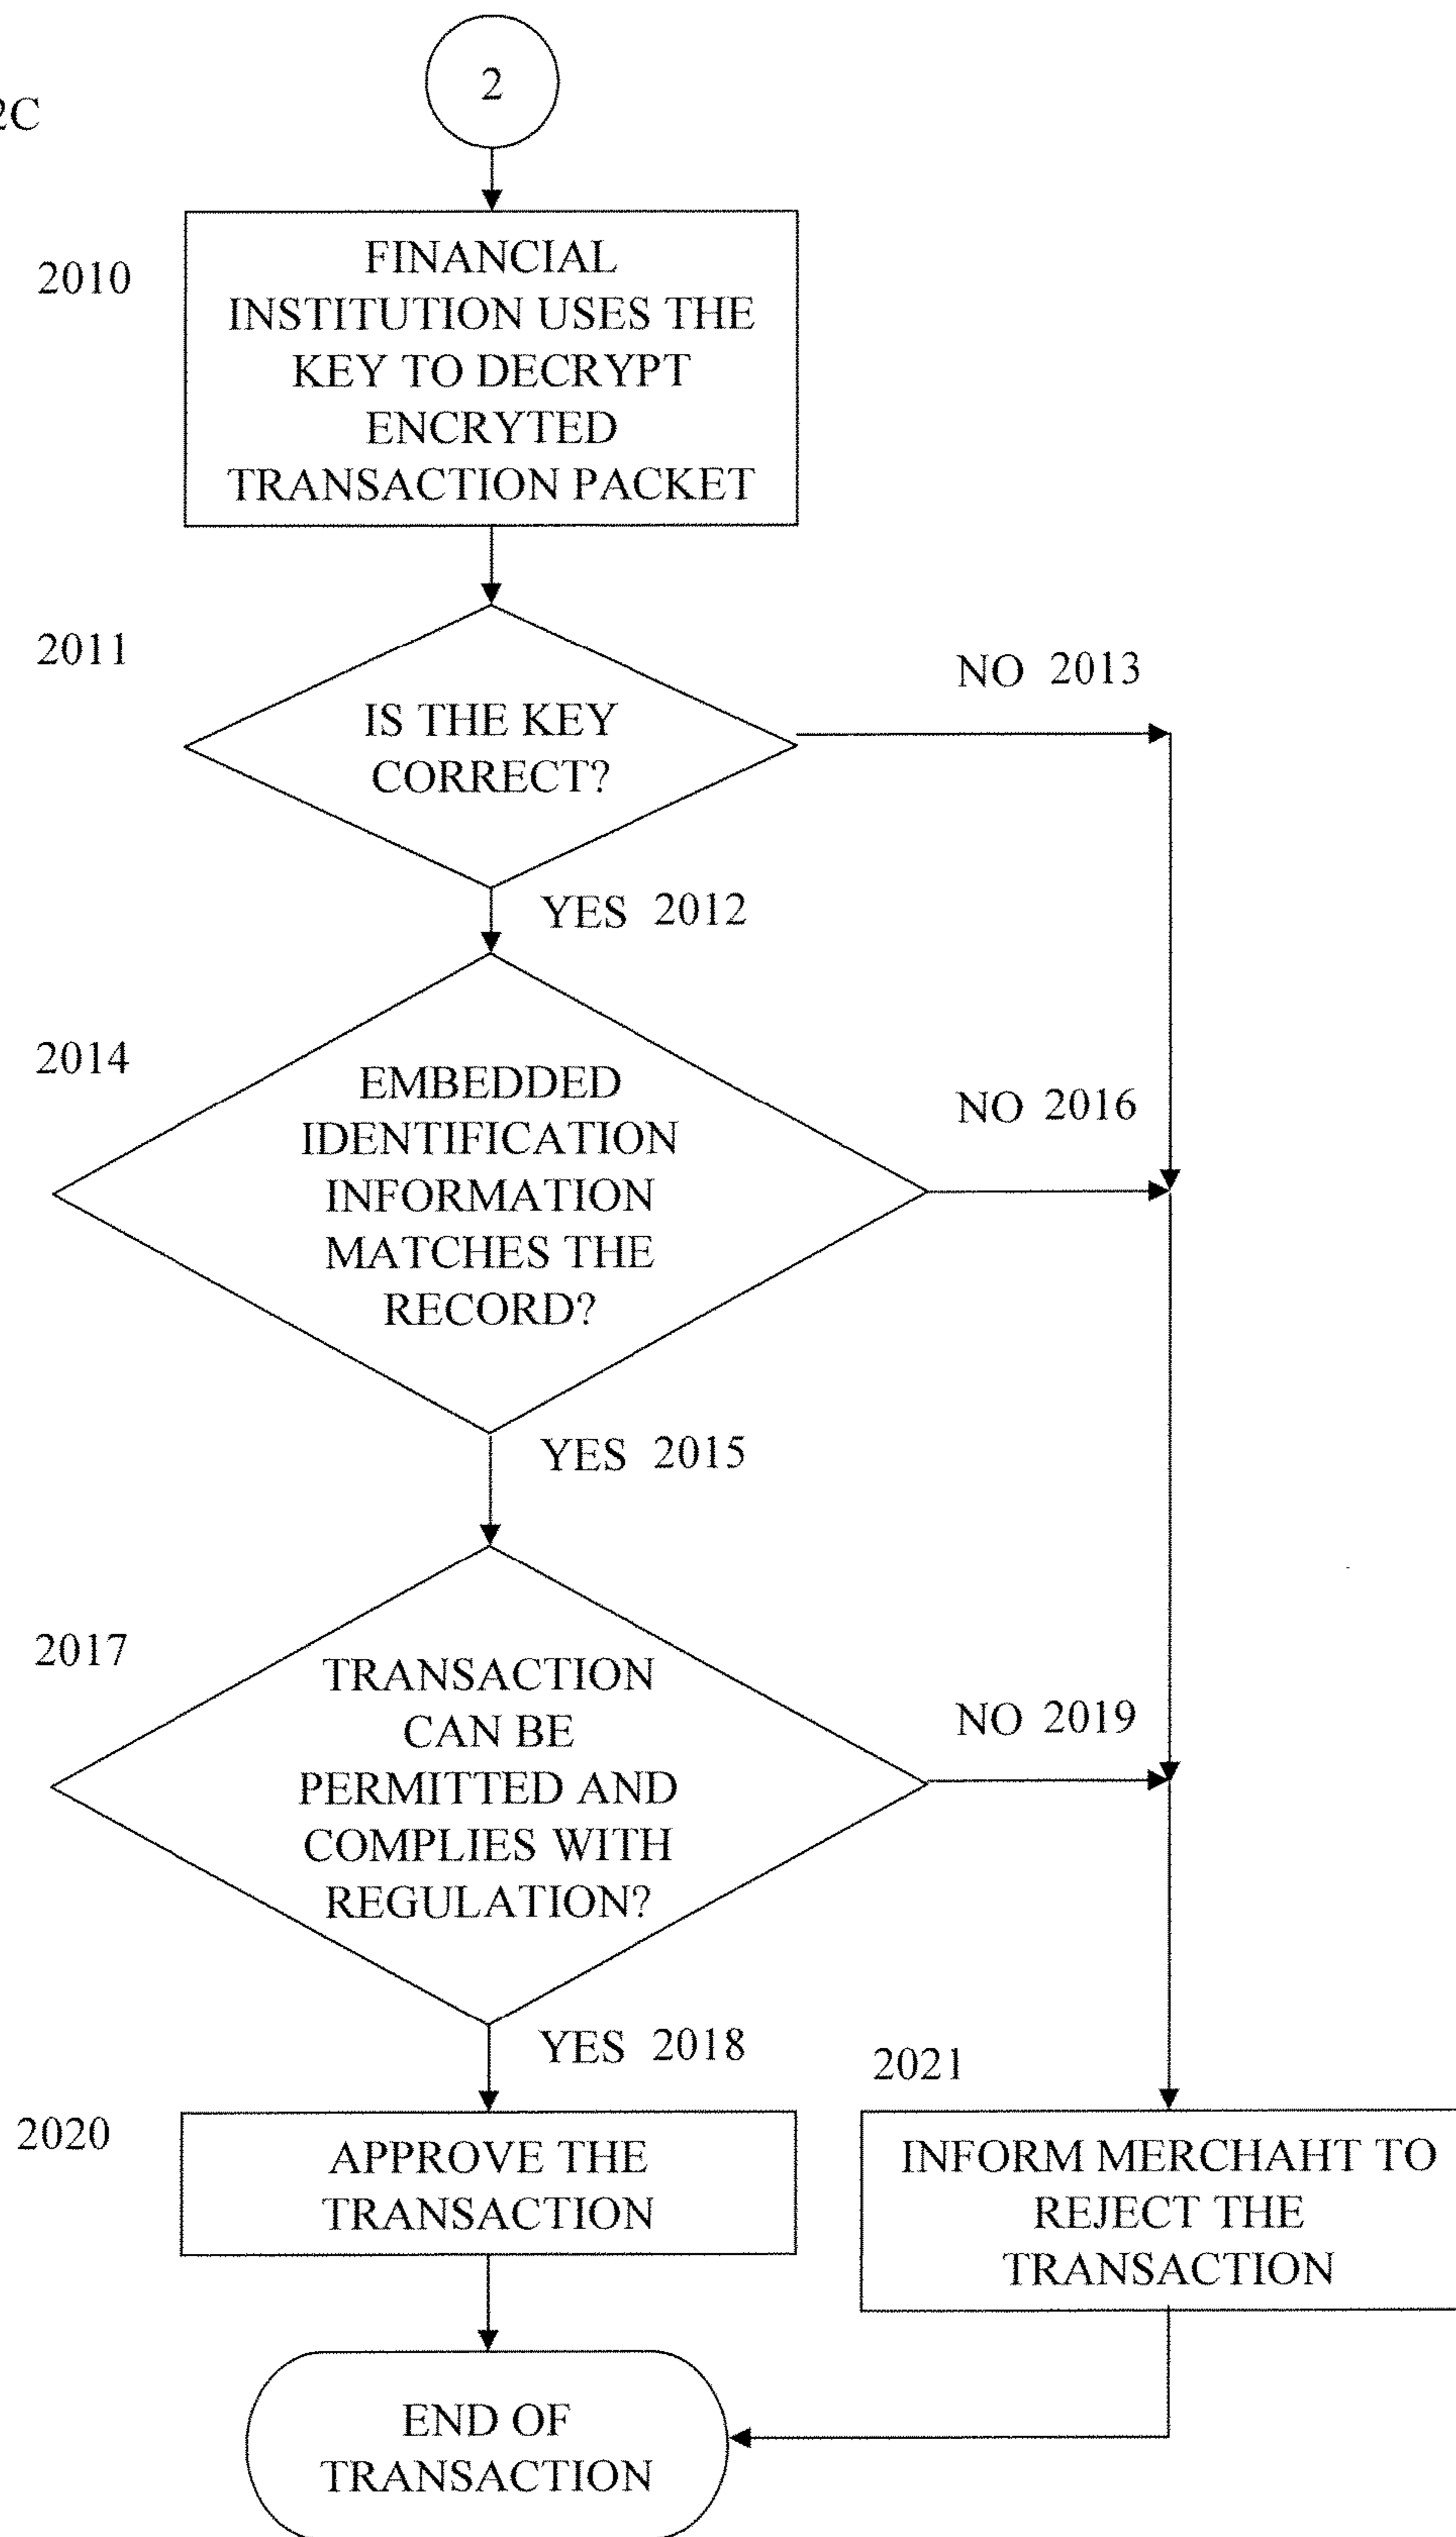 2C
2
2010
FINANCIAL
INSTITUTION USES THE
KEY TO DECRYPT
ENCRYTED
TRANSACTION PACKET
2011
IS THE KEY
CORRECT?
NO 2013
YES 2012
2014
EMBEDDED
IDENTIFICATION
INFORMATION
MATCHES THE
RECORD?
NO 2016
YES 2015
2017
TRANSACTION
CAN BE
PERMITTED AND
COMPLIES WITH
REGULATION?
NO 2019
YES 2018
2020
APPROVE THE
TRANSACTION
2021
INFORM MERCHAHT TO
REJECT THE
TRANSACTION
END OF
TRANSACTION